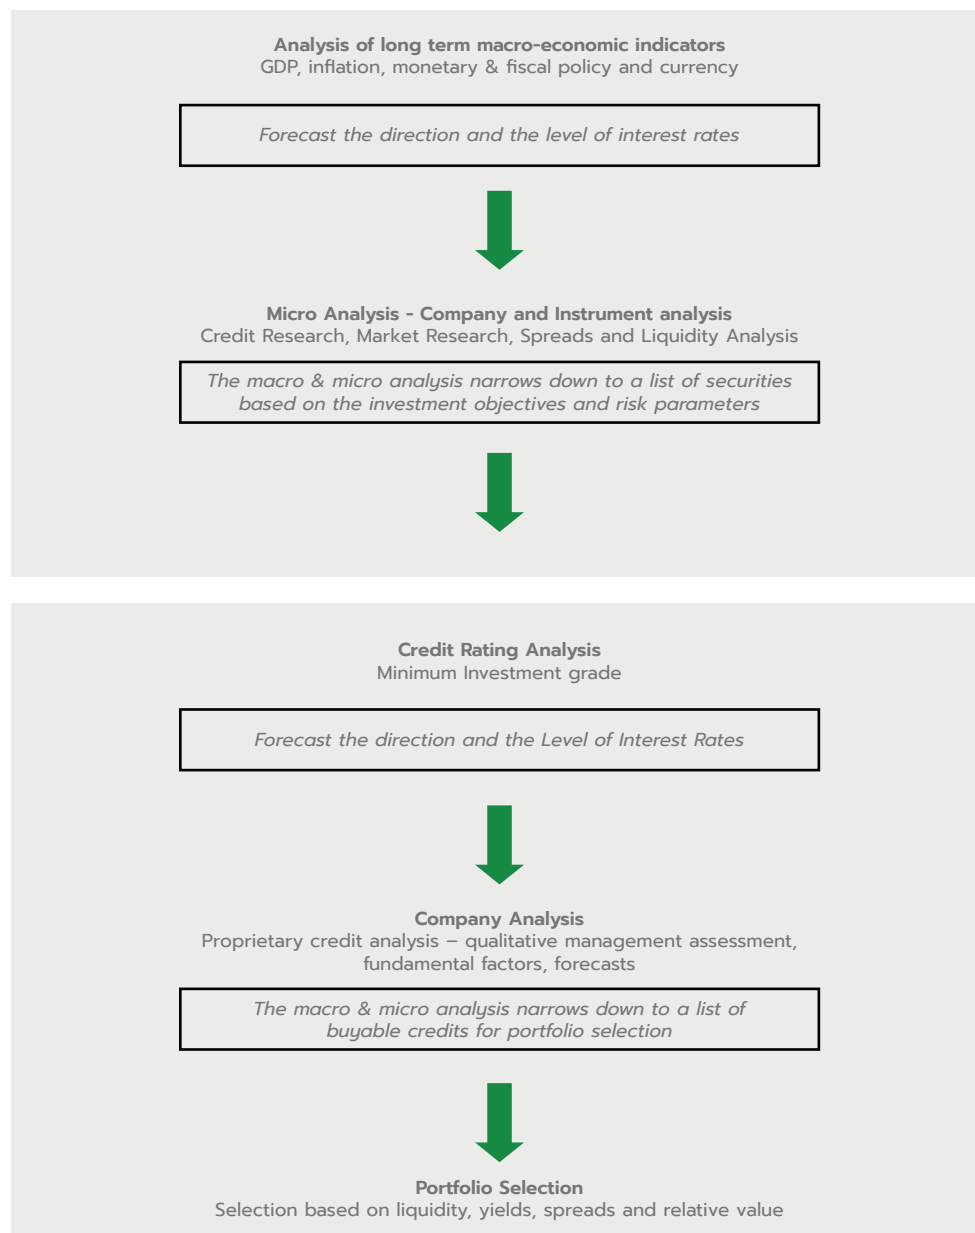 Analysis of long term macro-economic indicators
GDP, inflation, monetary & fiscal policy and currency
Forecast the direction and the level of interest rates
Micro Analysis - Company and Instrument analysis
Credit Research, Market Research, Spreads and Liquidity Analysis
The macro & micro analysis narrows down to a list of securities
based on the investment objectives and risk parameters
Credit Rating Analysis
Minimum Investment grade
Forecast the direction and the Level of Interest Rates
Company Analysis
Proprietary credit analysis – qualitative management assessment,
fundamental factors, forecasts
The macro & micro analysis narrows down to a list of
buyable credits for portfolio selection
Portfolio Selection
Selection based on liquidity, yields, spreads and relative value